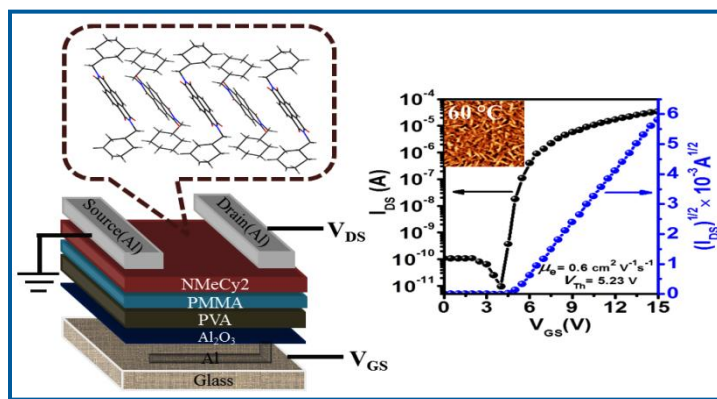 Source(Al)
Drain(Al)
V_DS
NMeCy2
PMMA
PVA
Al₂O₃
Al
V_GS
Glass
60 °C
10⁻⁴
10⁻⁵
10⁻⁶
10⁻⁷
10⁻⁸
10⁻⁹
10⁻¹⁰
10⁻¹¹
I_DS (A)
0 3 6 9 12 15
V_GS(V)
6
5
4
3
2
1
0
(I_DS)^1/2 × 10⁻³A^1/2
μ_e = 0.6 cm² V⁻¹s⁻¹
V_Th = 5.23 V